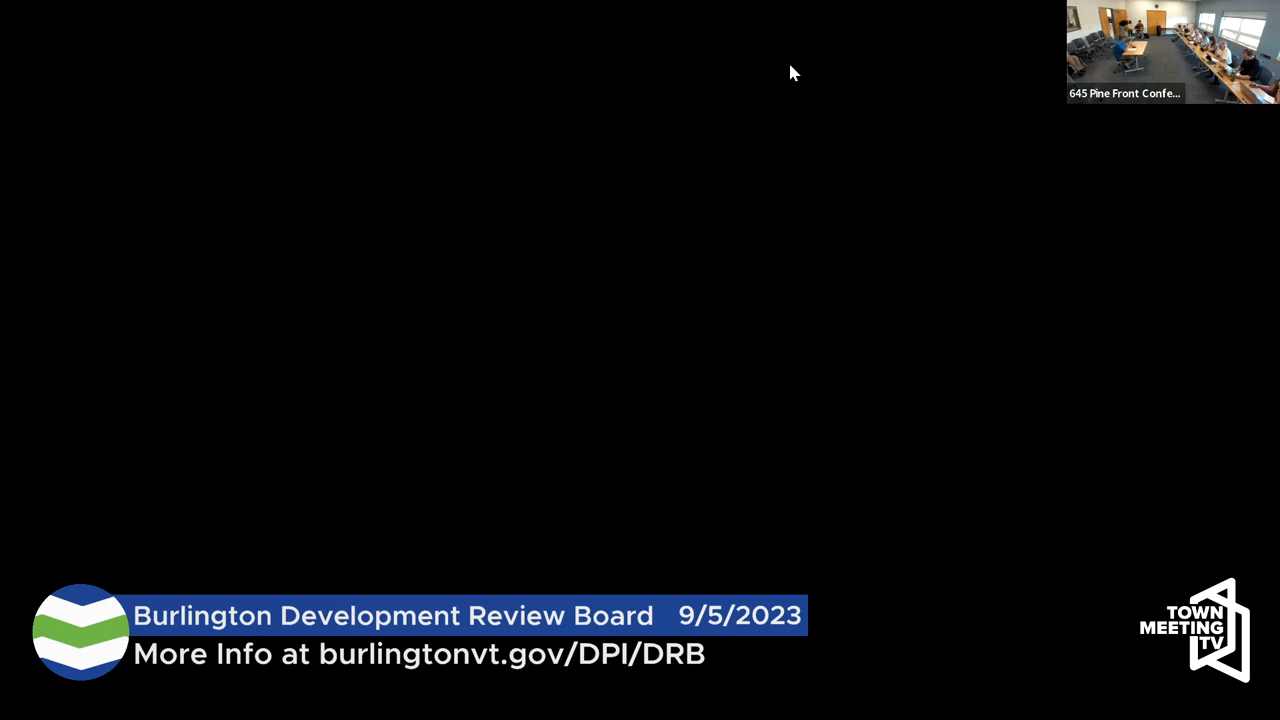 645 Pine Front Confe...
Burlington Development Review Board 9/5/2023
More Info at burlingtonvt.gov/DPI/DRB
TOWN
MEETING
TV